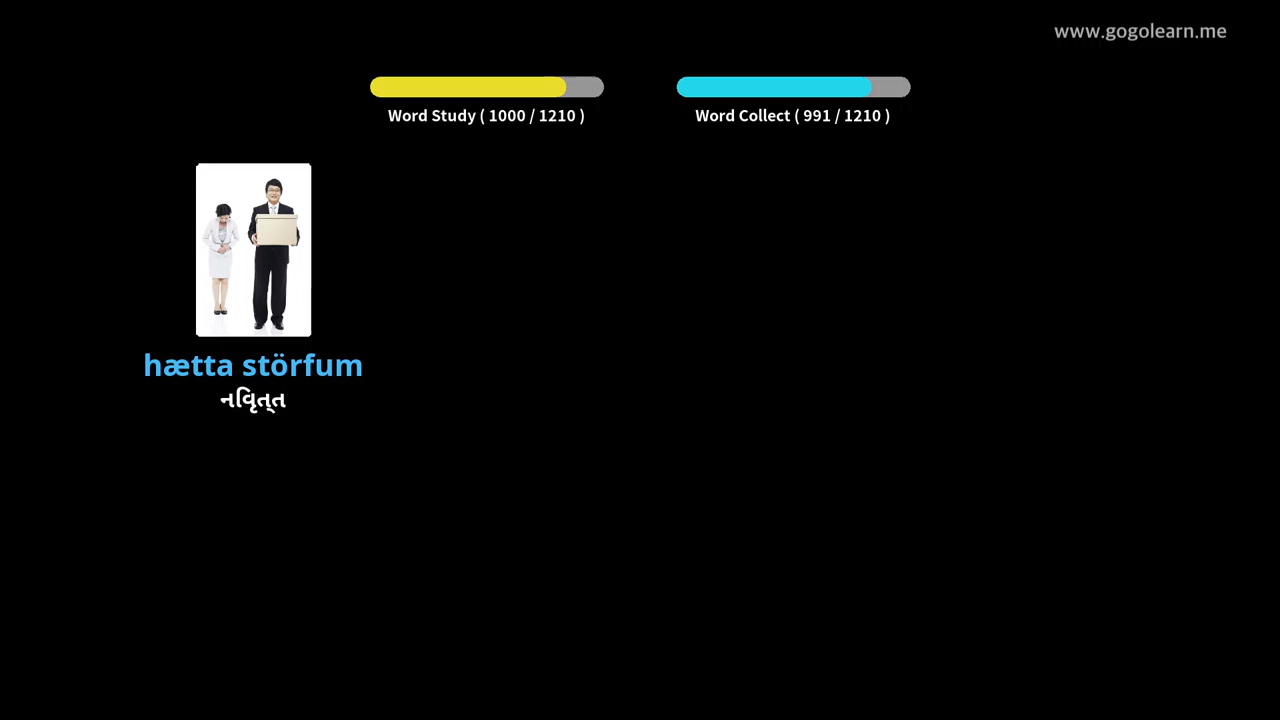 www.gogolearn.me
Word Study ( 1000 / 1210 )
Word Collect ( 991 / 1210 )
hætta störfum
નિવૃત્ત